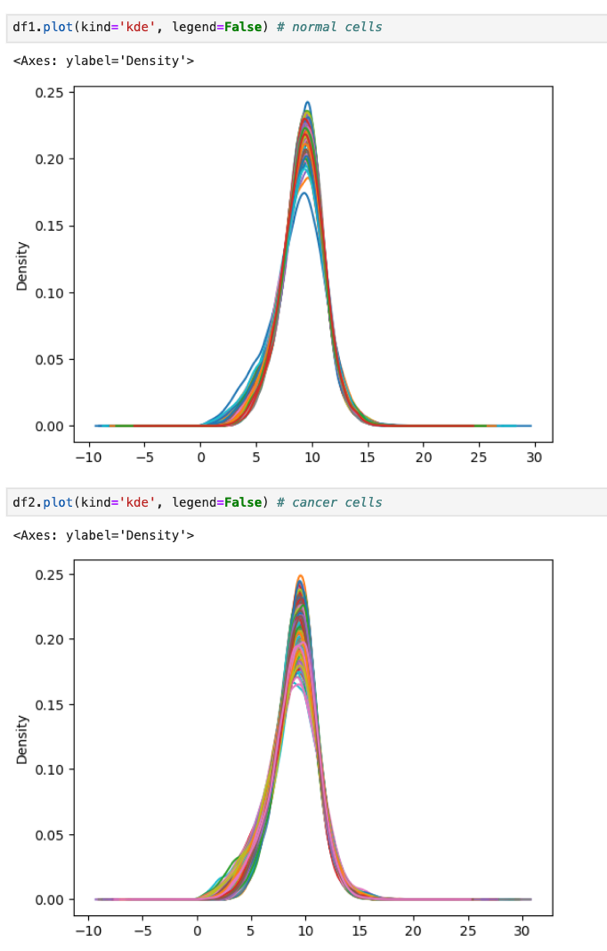 df1.plot(kind='kde', legend=False) # normal cells
<Axes: ylabel='Density'>
0.25
0.20
0.15
0.10
0.05
0.00
Density
−10 −5 0 5 10 15 20 25 30
df2.plot(kind='kde', legend=False) # cancer cells
<Axes: ylabel='Density'>
0.25
0.20
0.15
0.10
0.05
0.00
Density
−10 −5 0 5 10 15 20 25 30